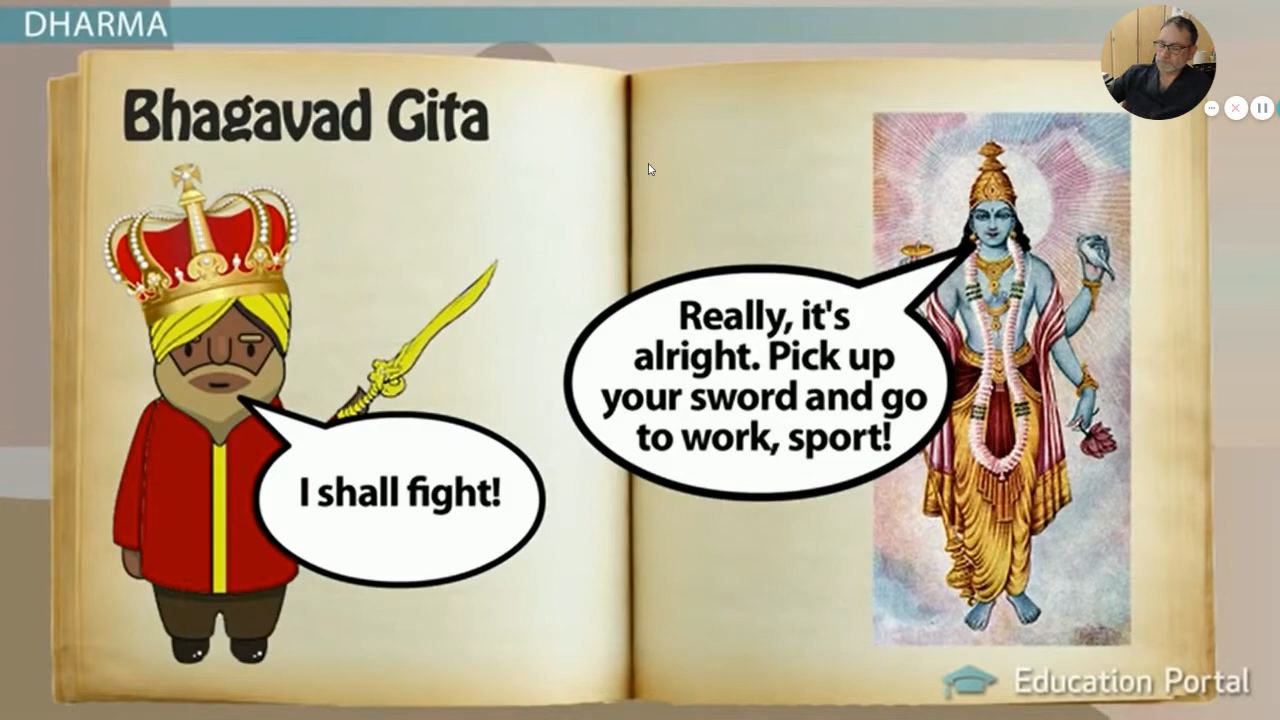 DHARMA
Bhagavad Gita
Really, it's
alright. Pick up
your sword and go
to work, sport!
I shall fight!
Education Portal